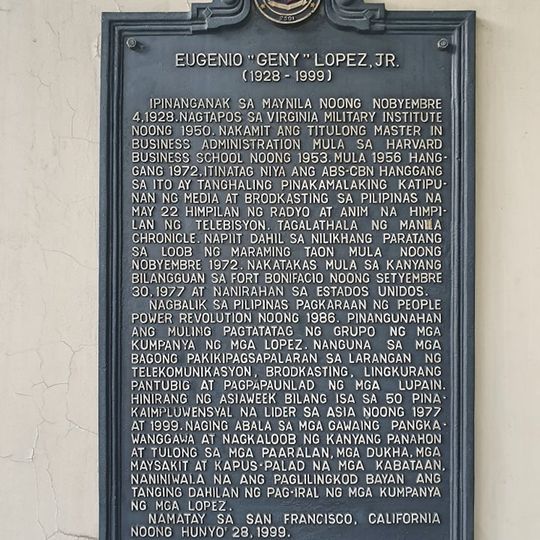 EUGENIO "GENY" LOPEZ, JR.
(1928 - 1999)
IPINANGANAK SA MAYNILA NOONG NOBYEMBRE
4,1928. NAGTAPOS SA VIRGINIA MILITARY INSTITUTE
NOONG 1950. NAKAMIT ANG TITULONG MASTER IN
BUSINESS ADMINISTRATION MULA SA HARVARD
BUSINESS SCHOOL NOONG 1953. MULA 1956 HANG-
GANG 1972, ITINATAG NIYA ANG ABS-CBN HANGGANG
SA ITO AY TANGHALING PINAKAMALAKING KATIPU-
NAN NG MEDIA AT BRODKASTING SA PILIPINAS NA
MAY 22 HIMPILAN NG RADYO AT ANIM NA HIMPI-
LAN NG TELEBISYON. TAGALATHALA NG MANILA
CHRONICLE. NAPIIT DAHIL SA NILIKHANG PARATANG
SA LOOB NG MARAMING TAON MULA NOONG
NOBYEMBRE 1972. NAKATAKAS MULA SA KANYANG
BILANGGUAN SA FORT BONIFACIO NOONG SETYEMBRE
30, 1977 AT NANIRAHAN SA ESTADOS UNIDOS.
NAGBALIK SA PILIPINAS PAGKARAAN NG PEOPLE
POWER REVOLUTION NOONG 1986. PINANGUNAHAN
ANG MULING PAGTATATAG NG GRUPO NG MGA
KUMPANYA NG MGA LOPEZ. NANGUNA SA MGA
BAGONG PAKIKIPAGSAPALARAN SA LARANGAN NG
TELEKOMUNIKASYON, BRODKASTING, LINGKURANG
PANTUBIG AT PAGPAPAUNLAD NG MGA LUPAIN.
HINIRANG NG ASIAWEEK BILANG ISA SA 50 PINA-
KAIMPLUWENSYAL NA LIDER SA ASIA NOONG 1977
AT 1999. NAGING ABALA SA MGA GAWAING PANGKA-
WANGGAWA AT NAGKALOOB NG KANYANG PANAHON
AT TULONG SA MGA PAARALAN, MGA DUKHA, MGA
MAYSAKIT AT KAPUS-PALAD NA MGA KABATAAN,
NANINIWALA NA ANG PAGLILINGKOD BAYAN ANG
TANGING DAHILAN NG PAG-IRAL NG MGA KUMPANYA
NG MGA LOPEZ.
NAMATAY SA SAN FRANCISCO, CALIFORNIA
NOONG HUNYO 28, 1999.